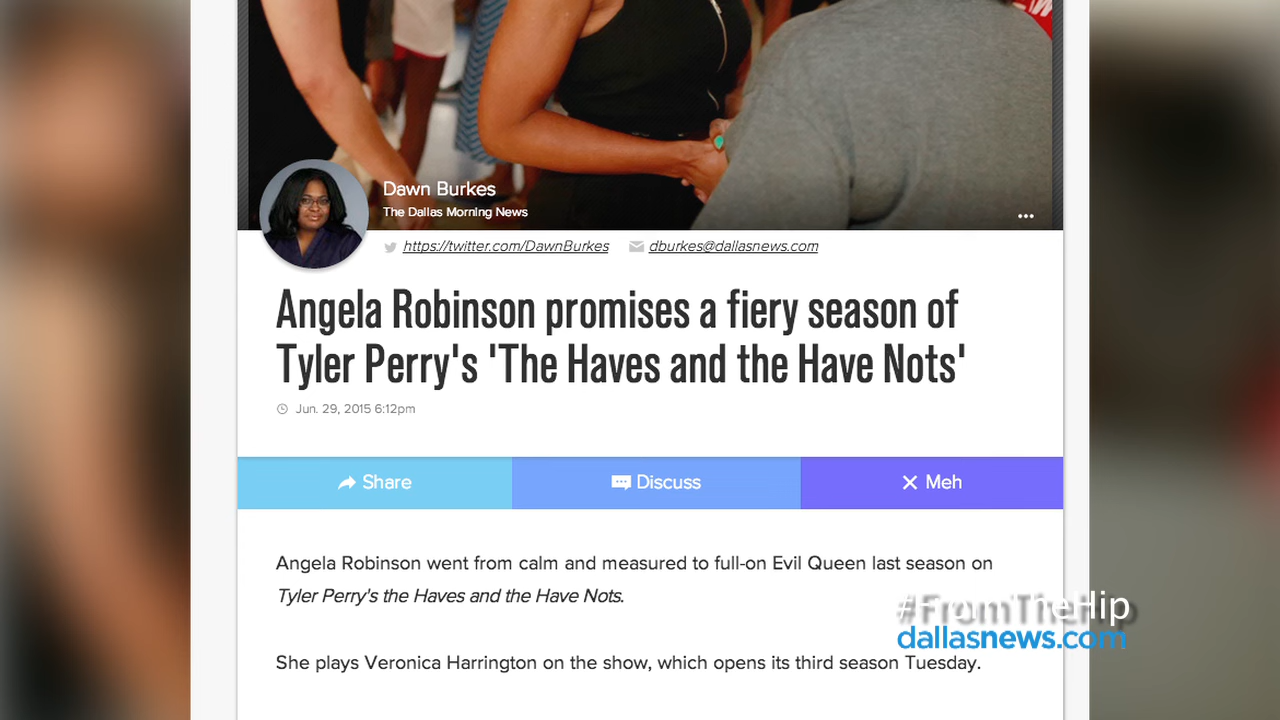 Dawn Burkes
The Dallas Morning News
https://twitter.com/DawnBurkes dburkes@dallasnews.com
Angela Robinson promises a fiery season of
Tyler Perry's 'The Haves and the Have Nots'
Jun. 29, 2015 6:12pm
Share Discuss Meh
Angela Robinson went from calm and measured to full-on Evil Queen last season on
Tyler Perry's the Haves and the Have Nots.
#FromTheHip
dallasnews.com
She plays Veronica Harrington on the show, which opens its third season Tuesday.